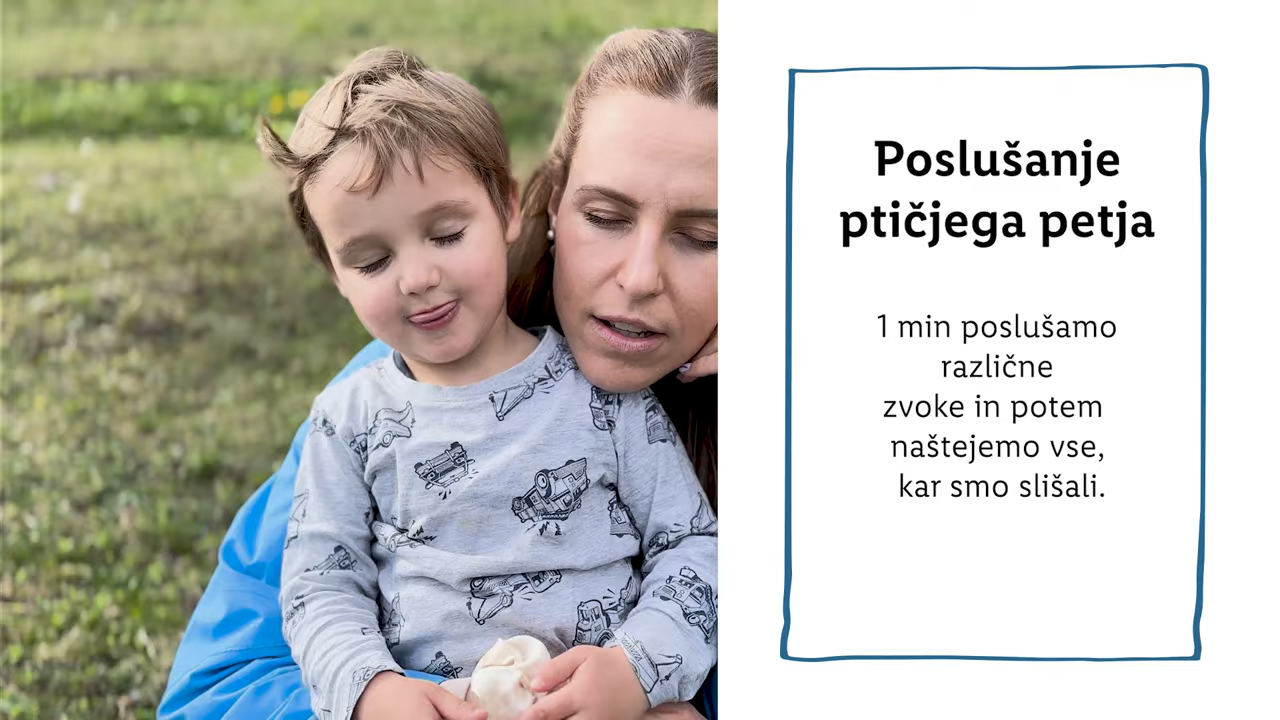 Poslušanje
ptičjega petja
1 min poslušamo
različne
zvoke in potem
naštejemo vse,
kar smo slišali.